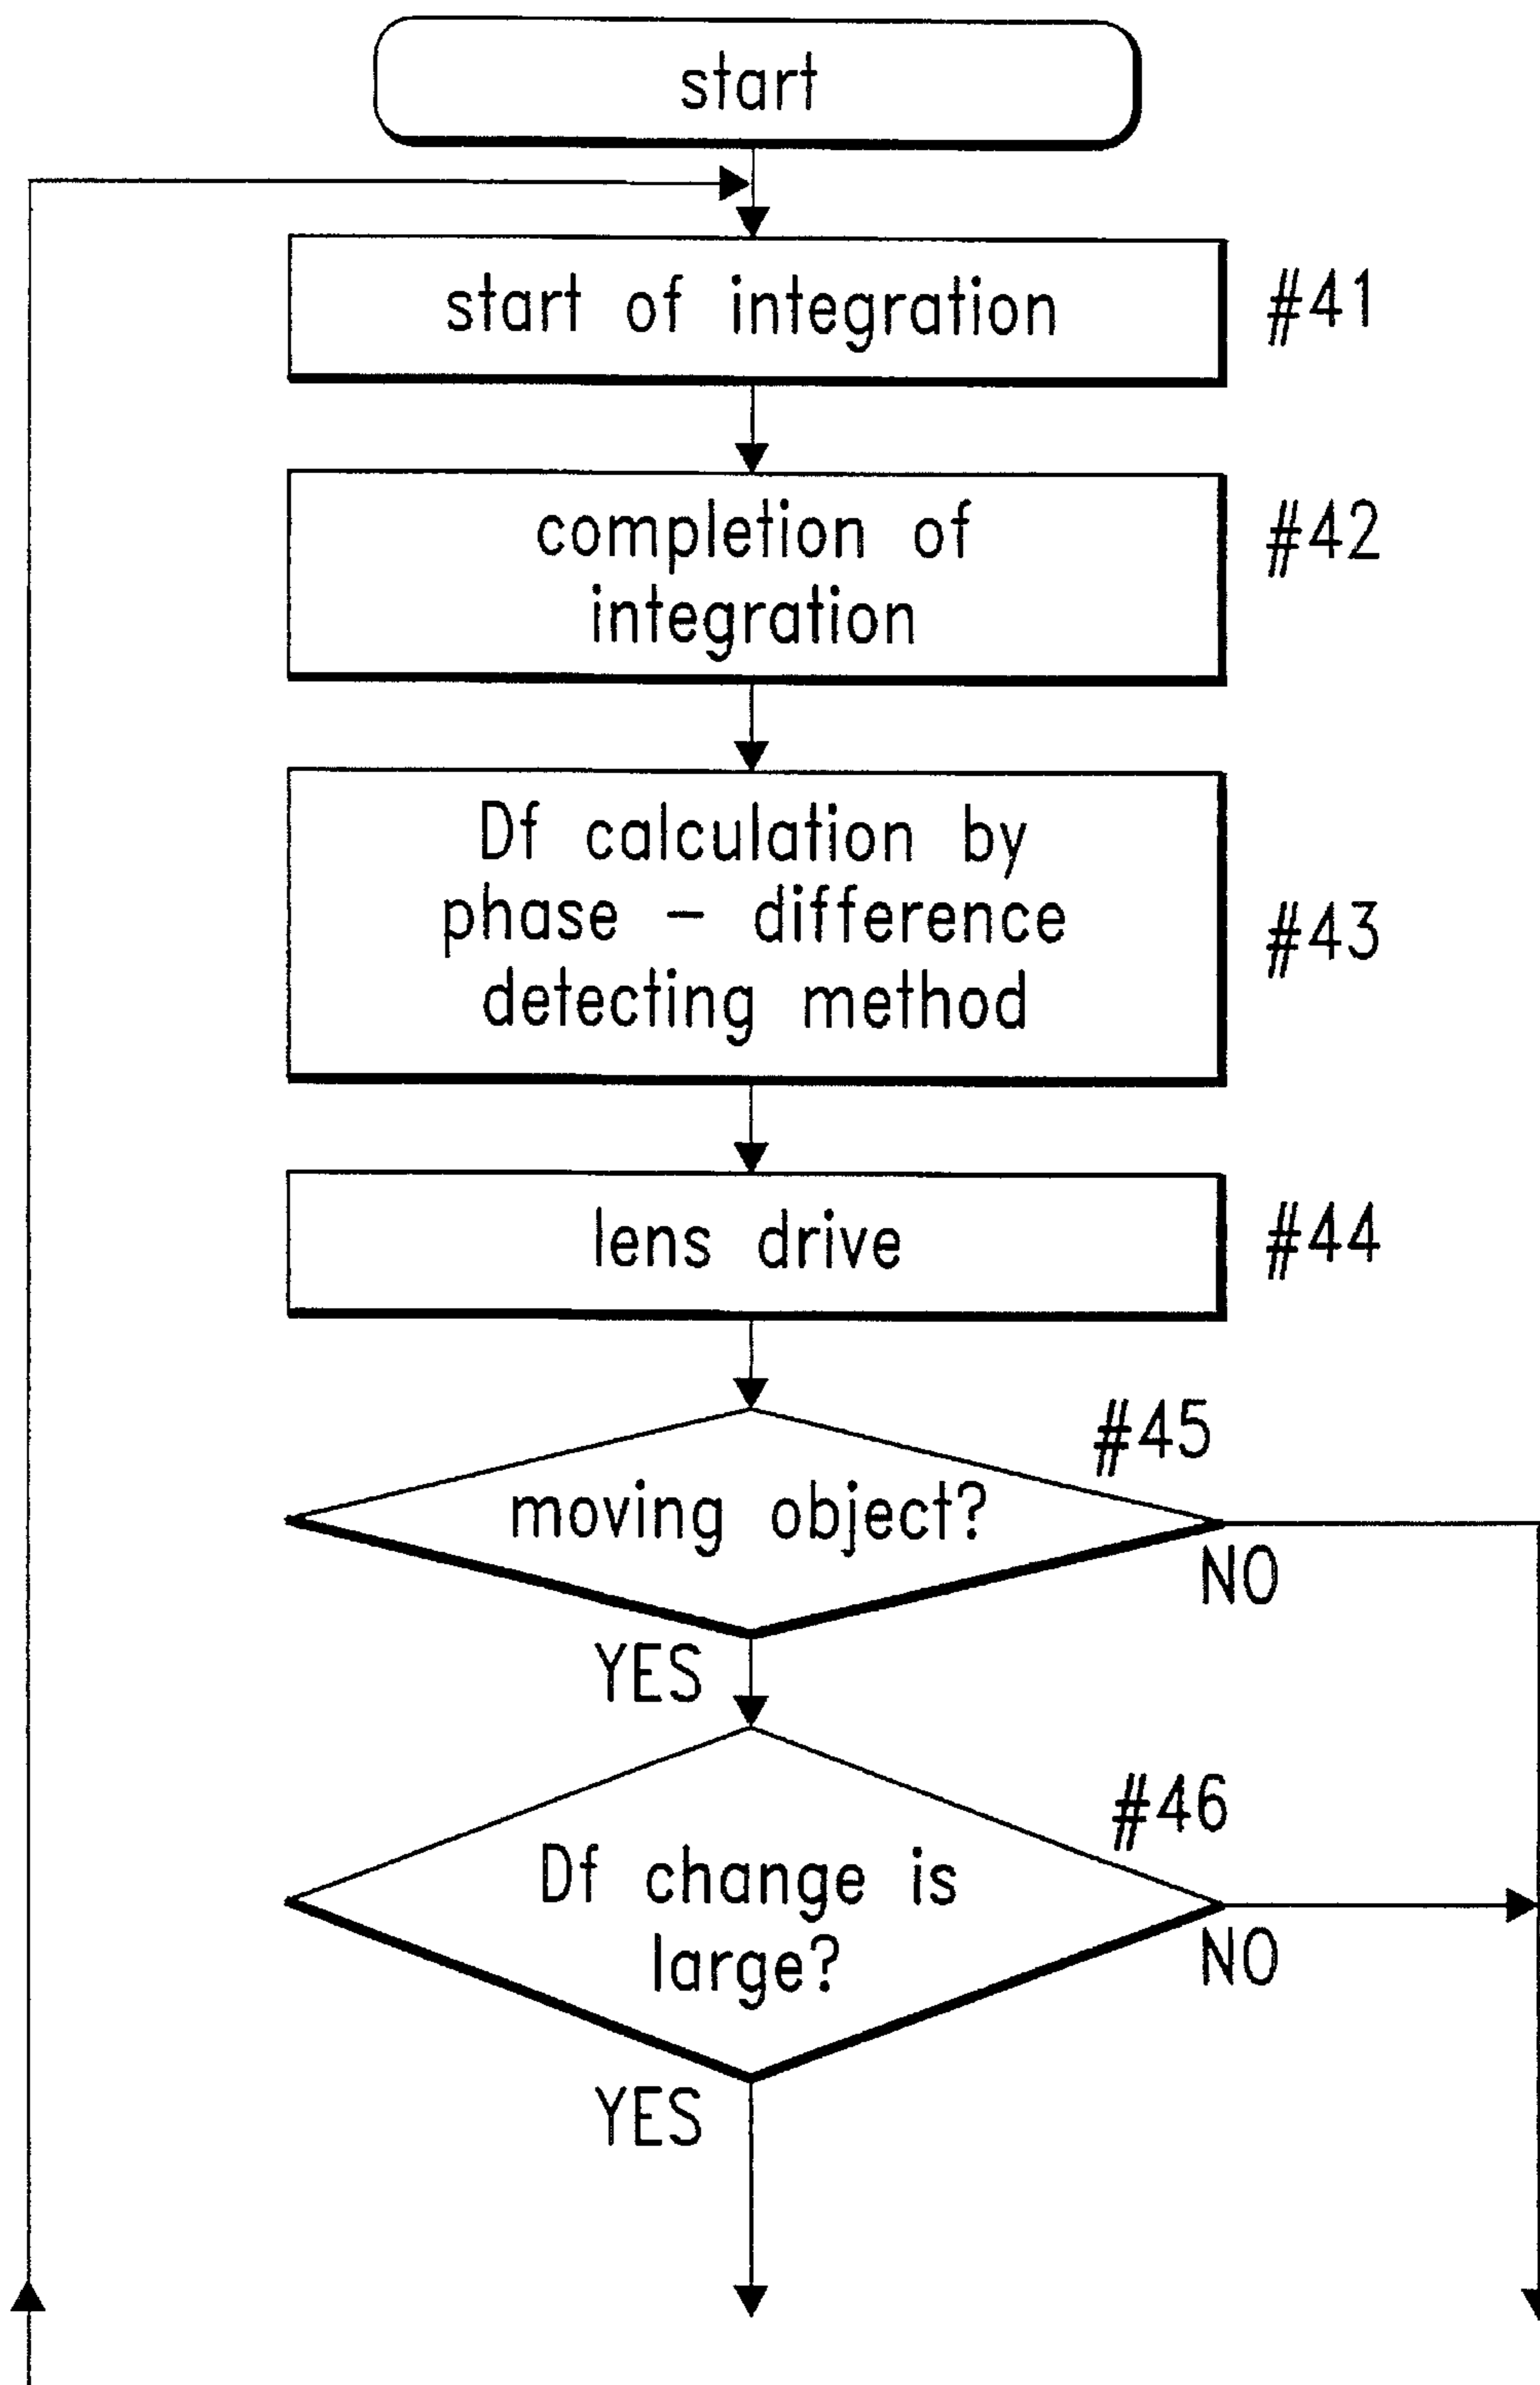 start
start of integration
#41
completion of
integration
#42
Df calculation by
phase – difference
detecting method
#43
lens drive
#44
#45
moving object?
NO
YES
#46
Df change is
large?
NO
YES